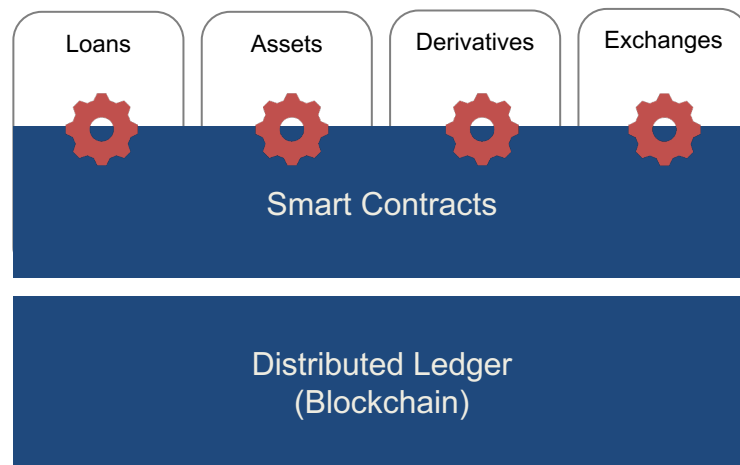 Loans
Assets
Derivatives
Exchanges
Smart Contracts
Distributed Ledger
(Blockchain)